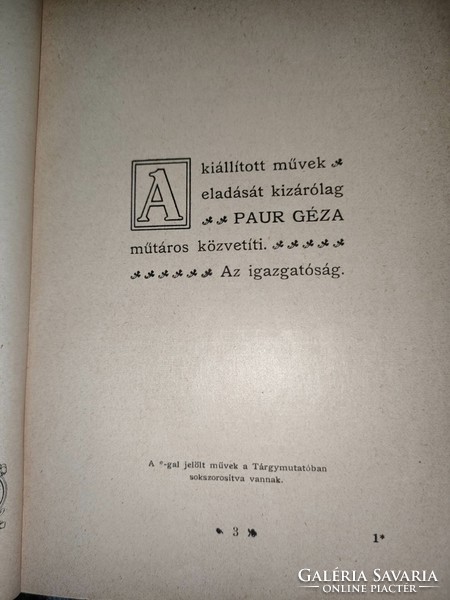 A kiállított művek
eladását kizárólag
PAUR GÉZA
műtáros közvetíti.
Az igazgatóság.
A *-gal jelölt művek a Tárgymutatóban
sokszorosítva vannak.
3
1*
GALÉRIA SAVARIA
ONLINE PIACTÉR